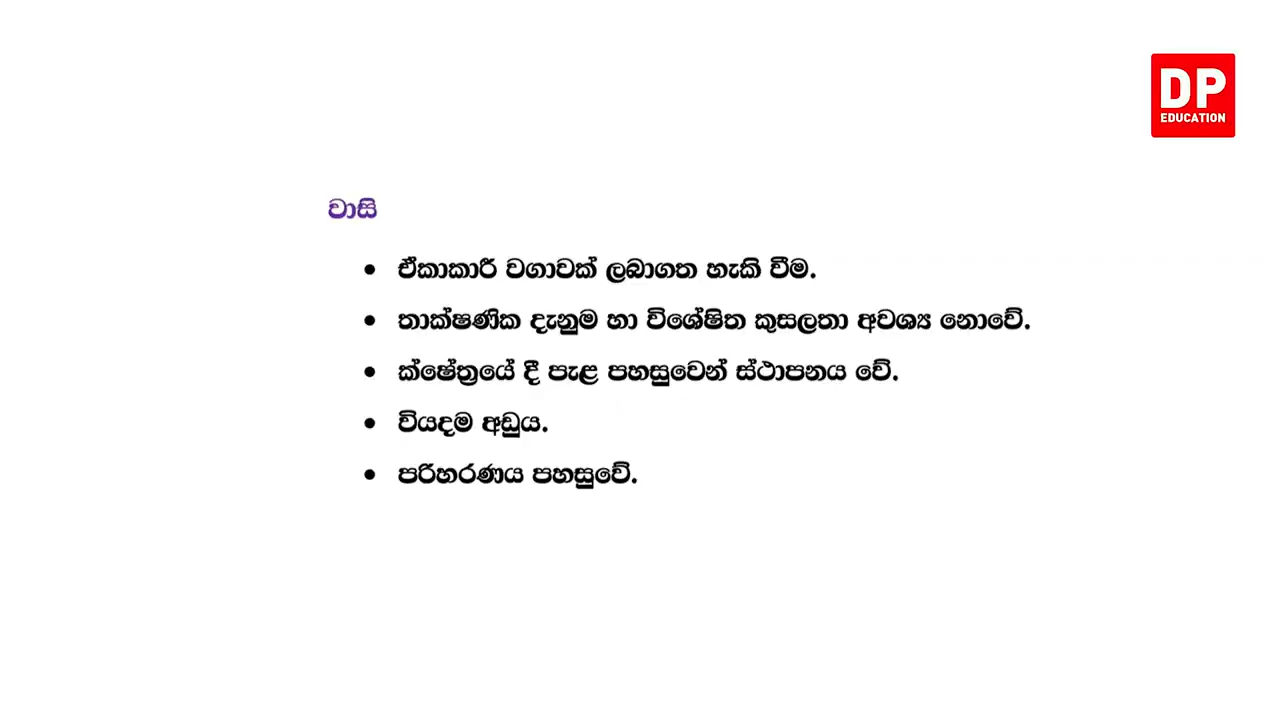 DP
EDUCATION
වාසි
• ඒකාකාරී වගාවක් ලබාගත හැකි වීම.
• තාක්ෂණික දැනුම හා විශේෂිත කුසලතා අවශ්‍ය නොවේ.
• ක්ෂේත්‍රයේ දී පැළ පහසුවෙන් ස්ථාපනය වේ.
• වියදම අඩුය.
• පරිහරණය පහසුවේ.